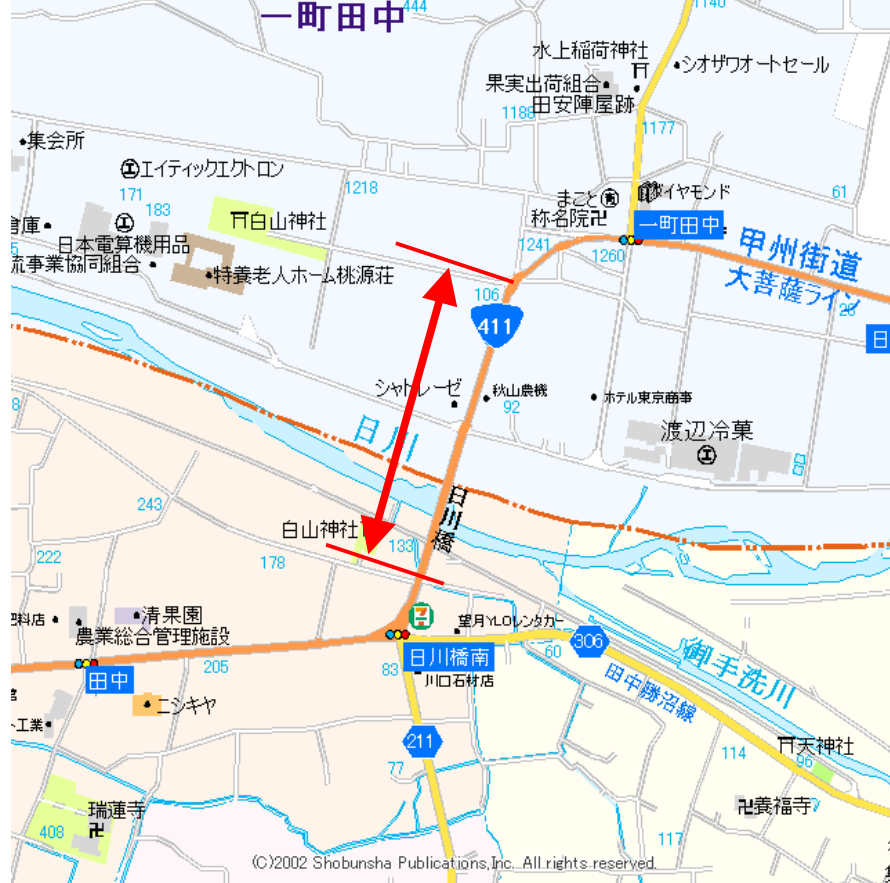 一町田中
444
1140
水上稲荷神社
シオザワオートセール
果実出荷組合
1188
田安陣屋跡
1177
集会所
エイティックエクトロン
171
183
1218
まこと
ダイヤモンド
61
倉庫
白山神社
称名院
一町田中
日本電算機用品
1241
1260
甲州街道
流事業協同組合
特養老人ホーム桃源荘
大菩薩ライン
106
26
411
日
シャトレーゼ
秋山農機
92
ホテル東京商事
日川
渡辺冷菓
243
日川橋
白山神社
133
222
178
肥料店
清果園
農業総合管理施設
望月YLOレンタカー
306
御手洗川
205
日川橋南
60
田中
83
川口石材店
田中勝沼線
ニシキヤ
ト工業
211
天神社
114
96
77
瑞蓮寺
養福寺
7
408
117
(C)2002 Shobunsha Publications,Inc. All rights reserved.